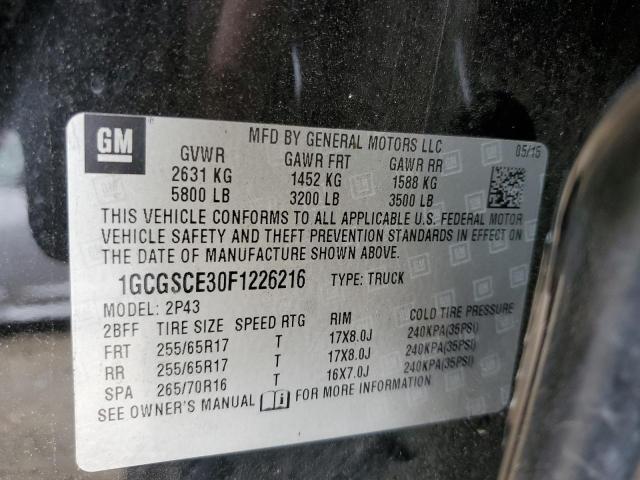 GM
MFD BY GENERAL MOTORS LLC 05/15
GVWR GAWR FRT GAWR RR
2631 KG 1452 KG 1588 KG
5800 LB 3200 LB 3500 LB
THIS VEHICLE CONFORMS TO ALL APPLICABLE U.S. FEDERAL MOTOR
VEHICLE SAFETY AND THEFT PREVENTION STANDARDS IN EFFECT ON
THE DATE OF MANUFACTURE SHOWN ABOVE.
1GCGSCE30F1226216 TYPE: TRUCK
MODEL: 2P43
2BFF TIRE SIZE SPEED RTG RIM COLD TIRE PRESSURE
FRT 255/65R17 T 17X8.0J 240KPA(35PSI)
RR 255/65R17 T 17X8.0J 240KPA(35PSI)
SPA 265/70R16 T 16X7.0J 240KPA(35PSI)
SEE OWNER'S MANUAL i FOR MORE INFORMATION